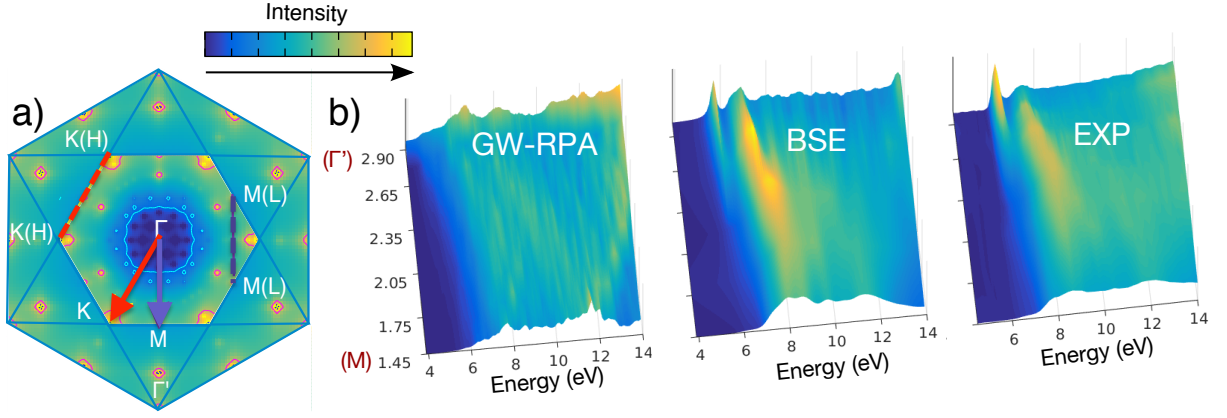 Intensity
a)
K(H)
K(H)
Γ
M(L)
M(L)
K
M
Γ'
b)
GW-RPA
BSE
EXP
(Γ')
2.90
2.65
2.35
2.05
1.75
(M) 1.45
4 6 8 10 12 14
Energy (eV)
4 6 8 10 12 14
Energy (eV)
4 6 8 10 12 14
Energy (eV)